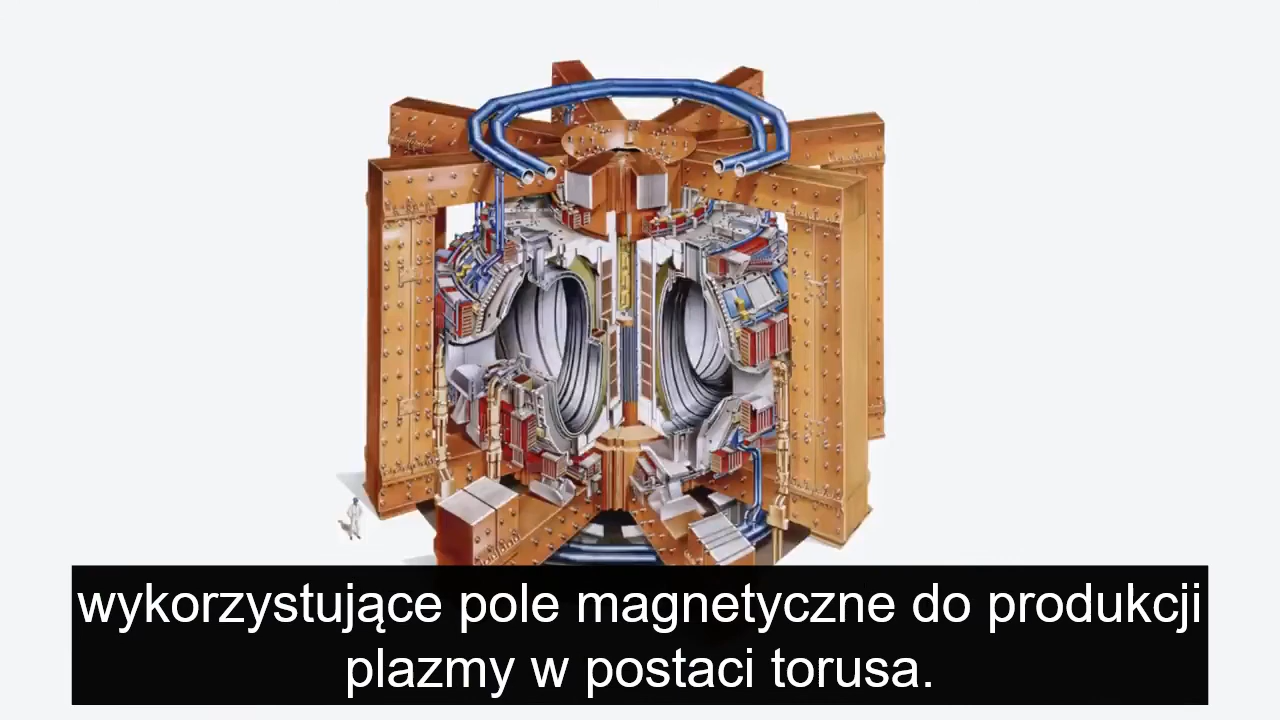 wykorzystujące pole magnetyczne do produkcji
plazmy w postaci torusa.